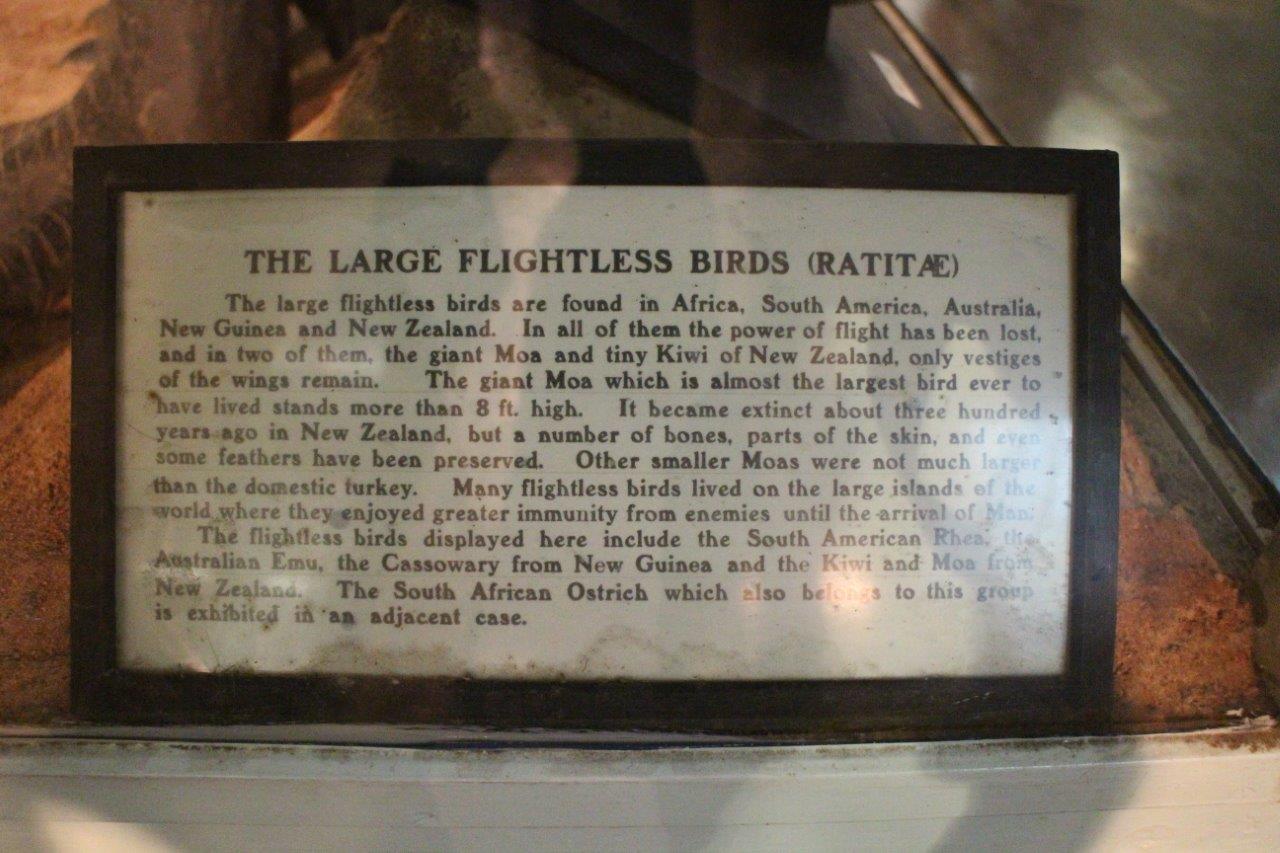 THE LARGE FLIGHTLESS BIRDS (RATITÆ)
The large flightless birds are found in Africa, South America, Australia,
New Guinea and New Zealand. In all of them the power of flight has been lost,
and in two of them, the giant Moa and tiny Kiwi of New Zealand, only vestiges
of the wings remain. The giant Moa which is almost the largest bird ever to
have lived stands more than 8 ft. high. It became extinct about three hundred
years ago in New Zealand, but a number of bones, parts of the skin, and even
some feathers have been preserved. Other smaller Moas were not much larger
than the domestic turkey. Many flightless birds lived on the large islands of the
world where they enjoyed greater immunity from enemies until the arrival of Man.
The flightless birds displayed here include the South American Rhea, the
Australian Emu, the Cassowary from New Guinea and the Kiwi and Moa from
New Zealand. The South African Ostrich which also belongs to this group
is exhibited in an adjacent case.